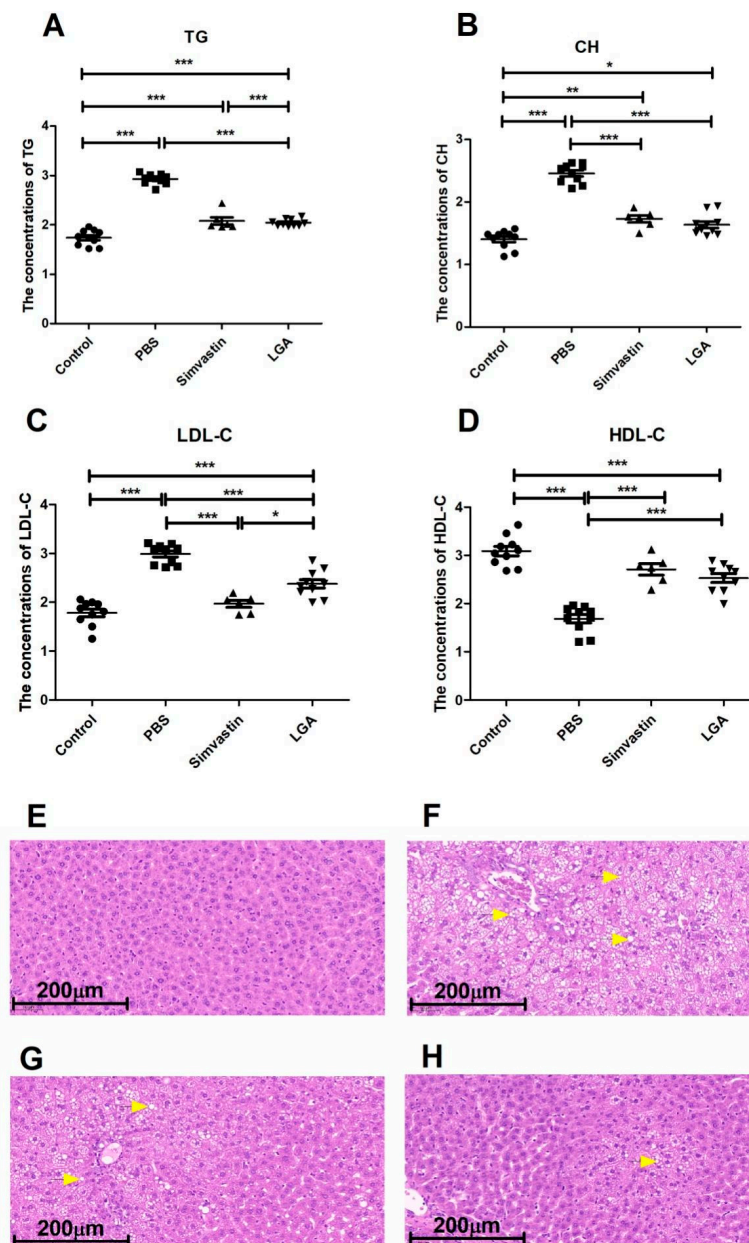 A
TG
***
*** ***
*** ***
The concentrations of TG
4
3
2
1
0
Control PBS Simvastin LGA
B
CH
*
**
*** ***
***
The concentrations of CH
3
2
1
0
Control PBS Simvastin LGA
C
LDL-C
***
*** ***
*** *
The concentrations of LDL-C
4
3
2
1
0
Control PBS Simvastin LGA
D
HDL-C
***
*** ***
***
The concentrations of HDL-C
4
3
2
1
0
Control PBS Simvastin LGA
E
200μm
F
200μm
G
200μm
H
200μm